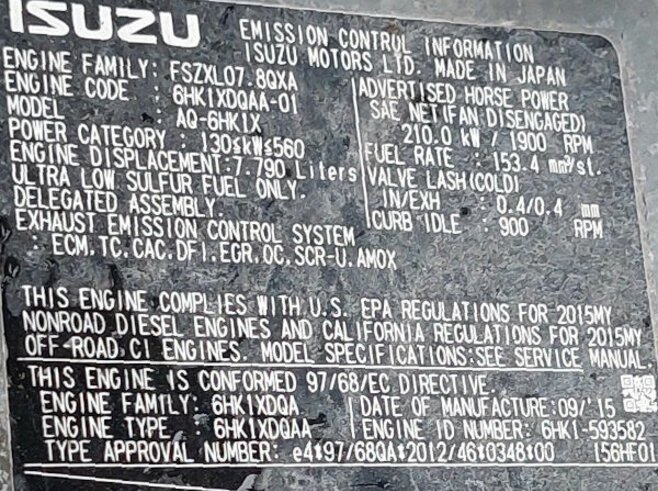 ISUZU
EMISSION CONTROL INFORMATION
ISUZU MOTORS LTD. MADE IN JAPAN
ENGINE FAMILY: FSZXL07.8QXA
ENGINE CODE : 6HK1XDQAA-01
MODEL : AQ-6HK1X
POWER CATEGORY : 130≤kW≤560
ENGINE DISPLACEMENT:7.790 Liters
ULTRA LOW SULFUR FUEL ONLY.
DELEGATED ASSEMBLY.
EXHAUST EMISSION CONTROL SYSTEM
: ECM,TC,CAC,DFI,EGR,OC,SCR-U,AMOX
ADVERTISED HORSE POWER
SAE NET(FAN DISENGAGED)
210.0 kW / 1900 RPM
FUEL RATE : 153.4 mm³/st.
VALVE LASH(COLD)
IN/EXH : 0.4/0.4 mm
CURB IDLE : 900 RPM
THIS ENGINE COMPLIES WITH U.S. EPA REGULATIONS FOR 2015MY
NONROAD DIESEL ENGINES AND CALIFORNIA REGULATIONS FOR 2015MY
OFF-ROAD CI ENGINES. MODEL SPECIFICATIONS:SEE SERVICE MANUAL.
THIS ENGINE IS CONFORMED 97/68/EC DIRECTIVE.
ENGINE FAMILY: 6HK1XDQA
ENGINE TYPE : 6HK1XDQAA
DATE OF MANUFACTURE:09/'15
ENGINE ID NUMBER: 6HK1-593582
TYPE APPROVAL NUMBER: e4*97/68QA*2012/46*0348*00
156HF01